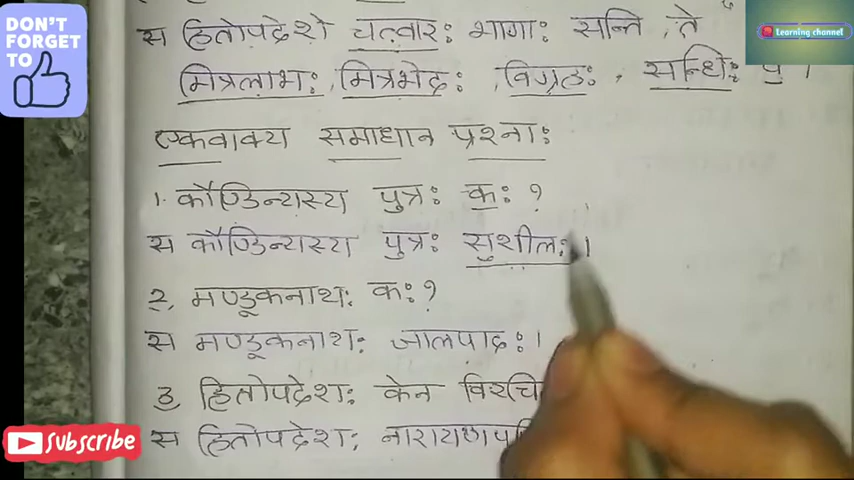 DON'T
FORGET
TO
Learning channel
स हितोपदेशे चत्वारः भागाः सन्ति ,ते
मित्रलाभः, मित्रभेदः ,विग्रहः, सन्धिः च ।
एकवाक्य समाधान प्रश्नाः
1. कौण्डिन्यस्य पुत्रः कः ?
स कौण्डिन्यस्य पुत्रः सुशीलः ।
2. मण्डूकनाथः कः ?
स मण्डूकनाथः जालपादः ।
3 हितोपदेशः केन
स हितोपदेशः
Subscribe